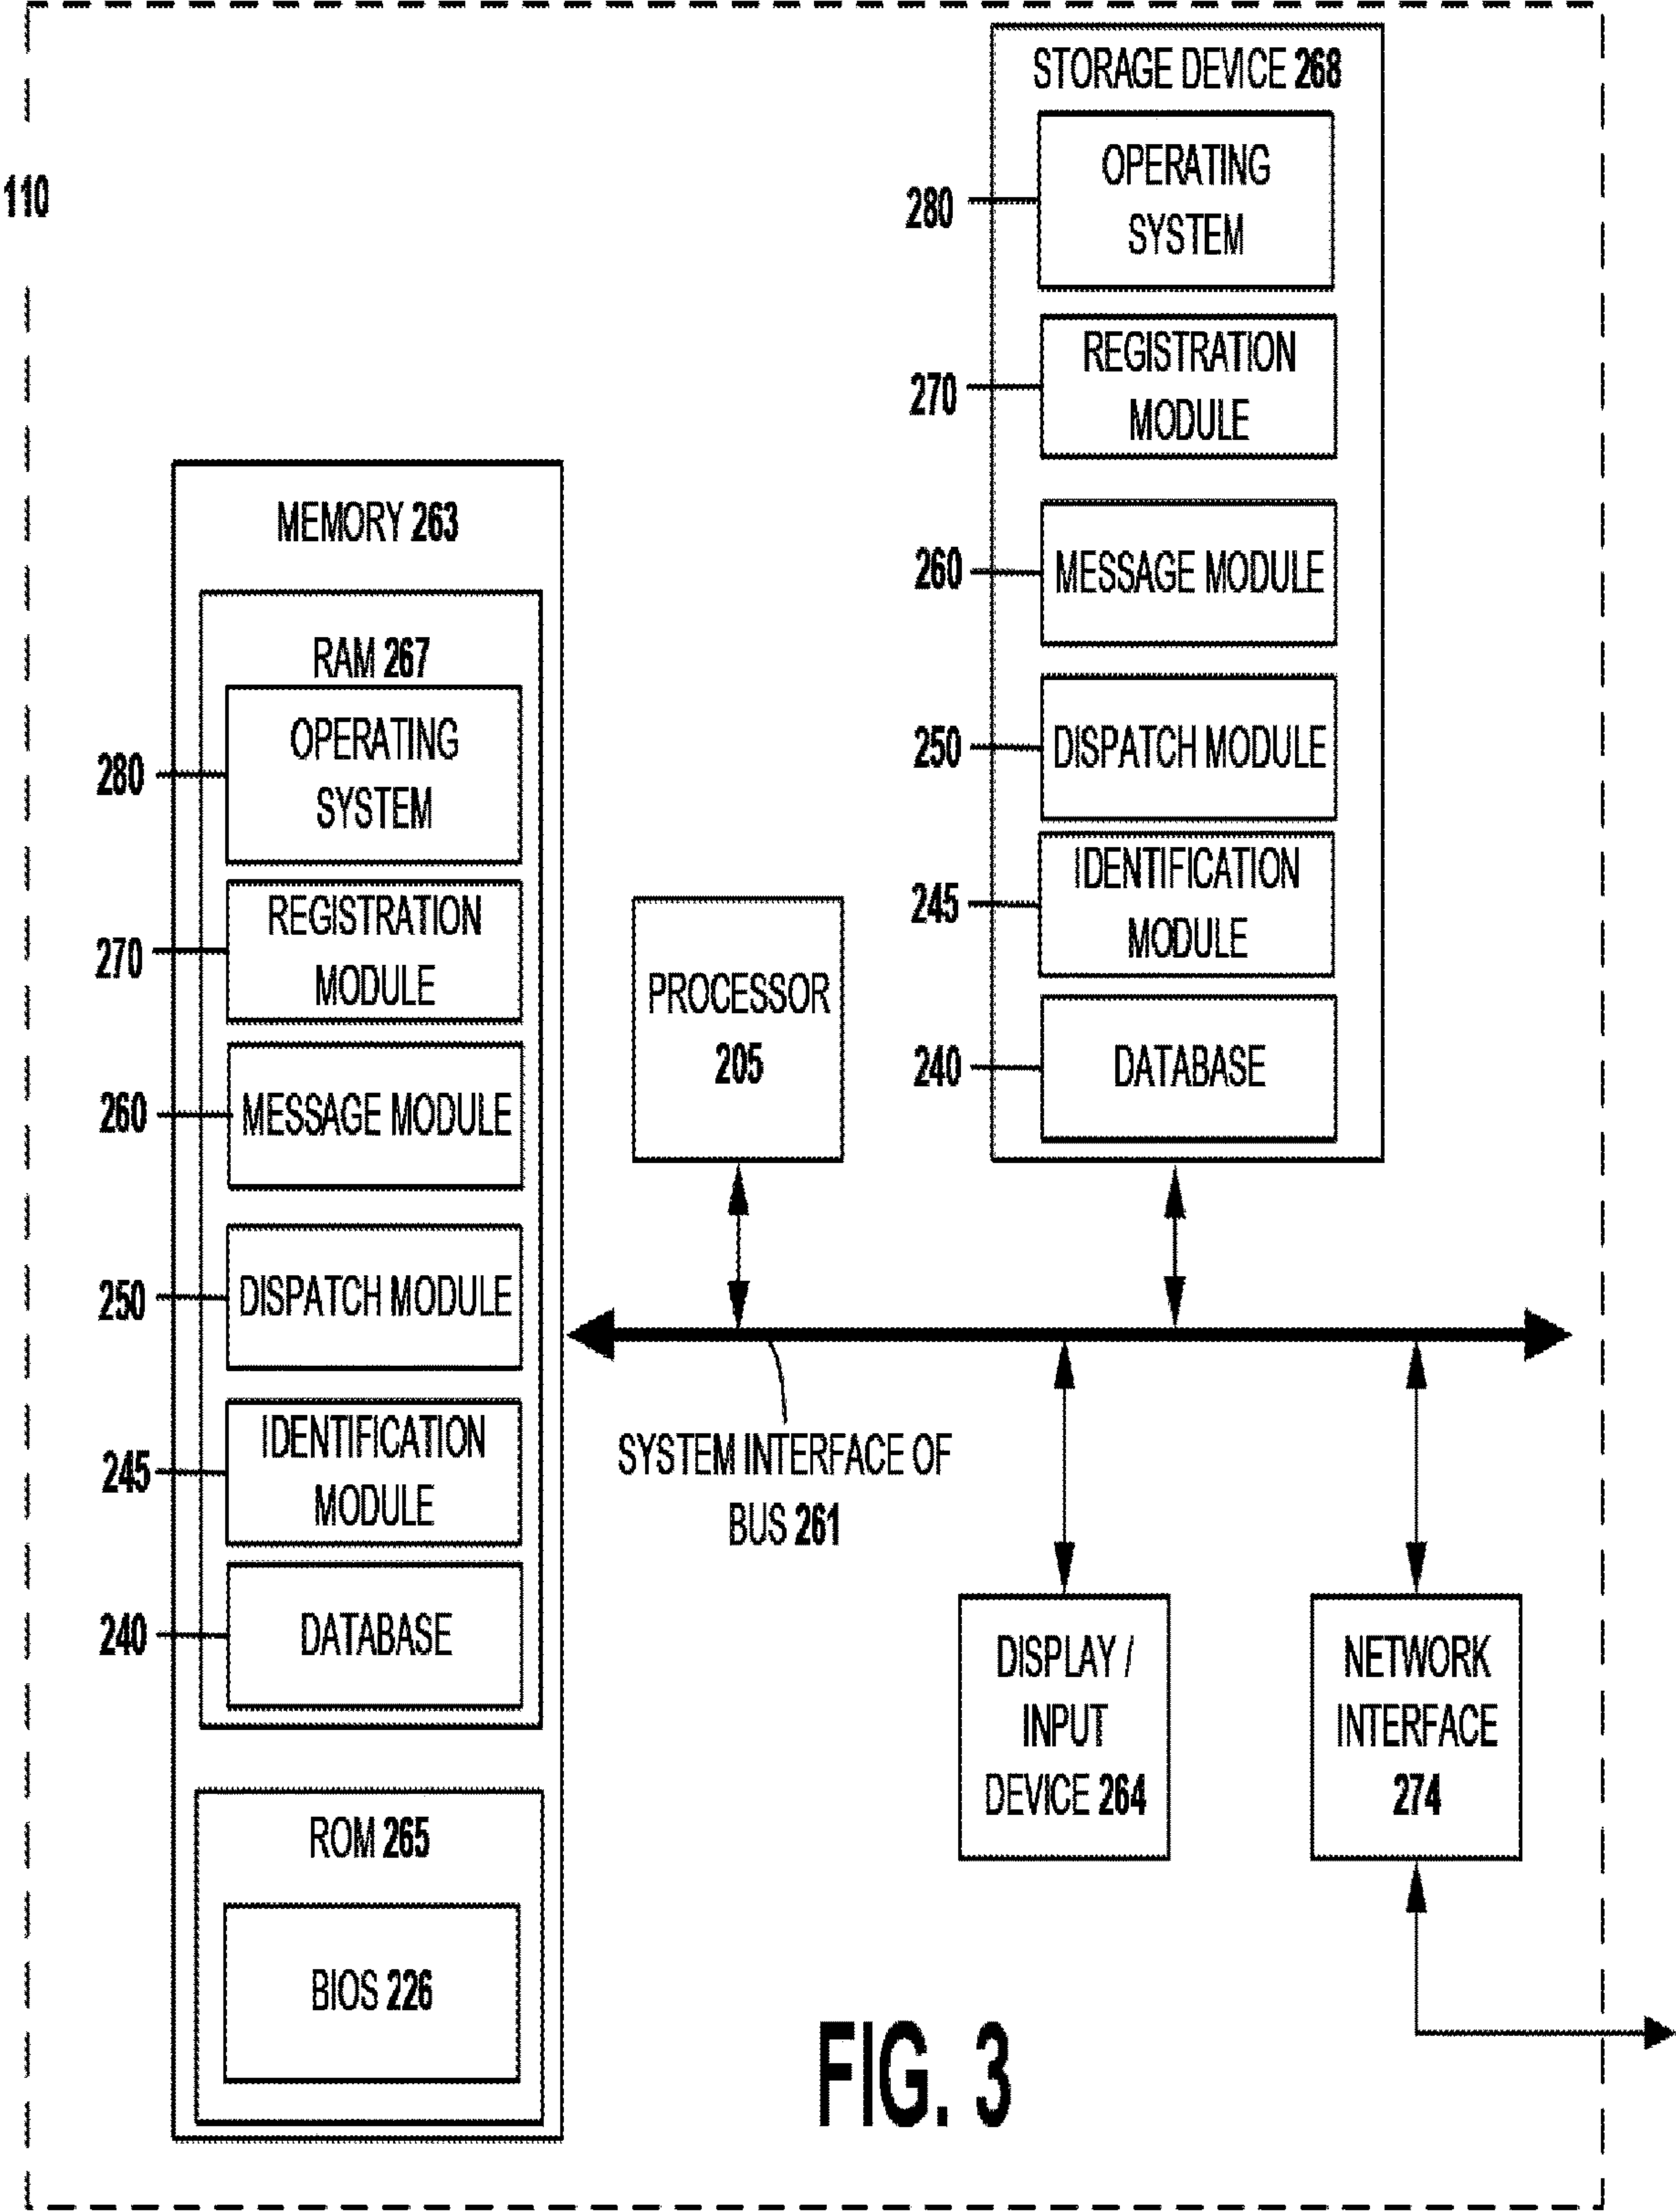 110
STORAGE DEVICE 268
280
OPERATING
SYSTEM
270
REGISTRATION
MODULE
260
MESSAGE MODULE
250
DISPATCH MODULE
245
IDENTIFICATION
MODULE
240
DATABASE
MEMORY 263
RAM 267
280
OPERATING
SYSTEM
270
REGISTRATION
MODULE
260
MESSAGE MODULE
250
DISPATCH MODULE
245
IDENTIFICATION
MODULE
240
DATABASE
ROM 265
BIOS 226
PROCESSOR
205
SYSTEM INTERFACE OF
BUS 261
DISPLAY /
INPUT
DEVICE 264
NETWORK
INTERFACE
274
FIG. 3